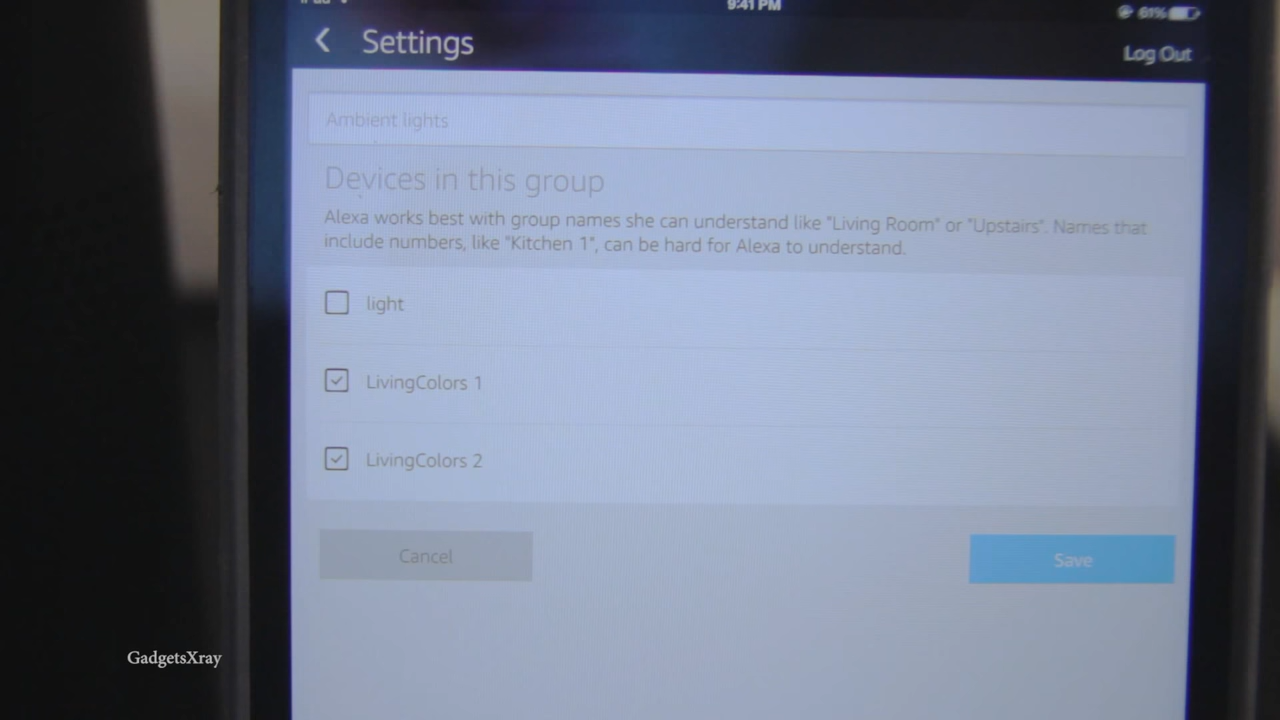 9:41 PM
61%
Settings
Log Out
Ambient lights
Devices in this group
Alexa works best with group names she can understand like "Living Room" or "Upstairs". Names that
include numbers, like "Kitchen 1", can be hard for Alexa to understand.
light
LivingColors 1
LivingColors 2
Cancel
Save
GadgetsXray